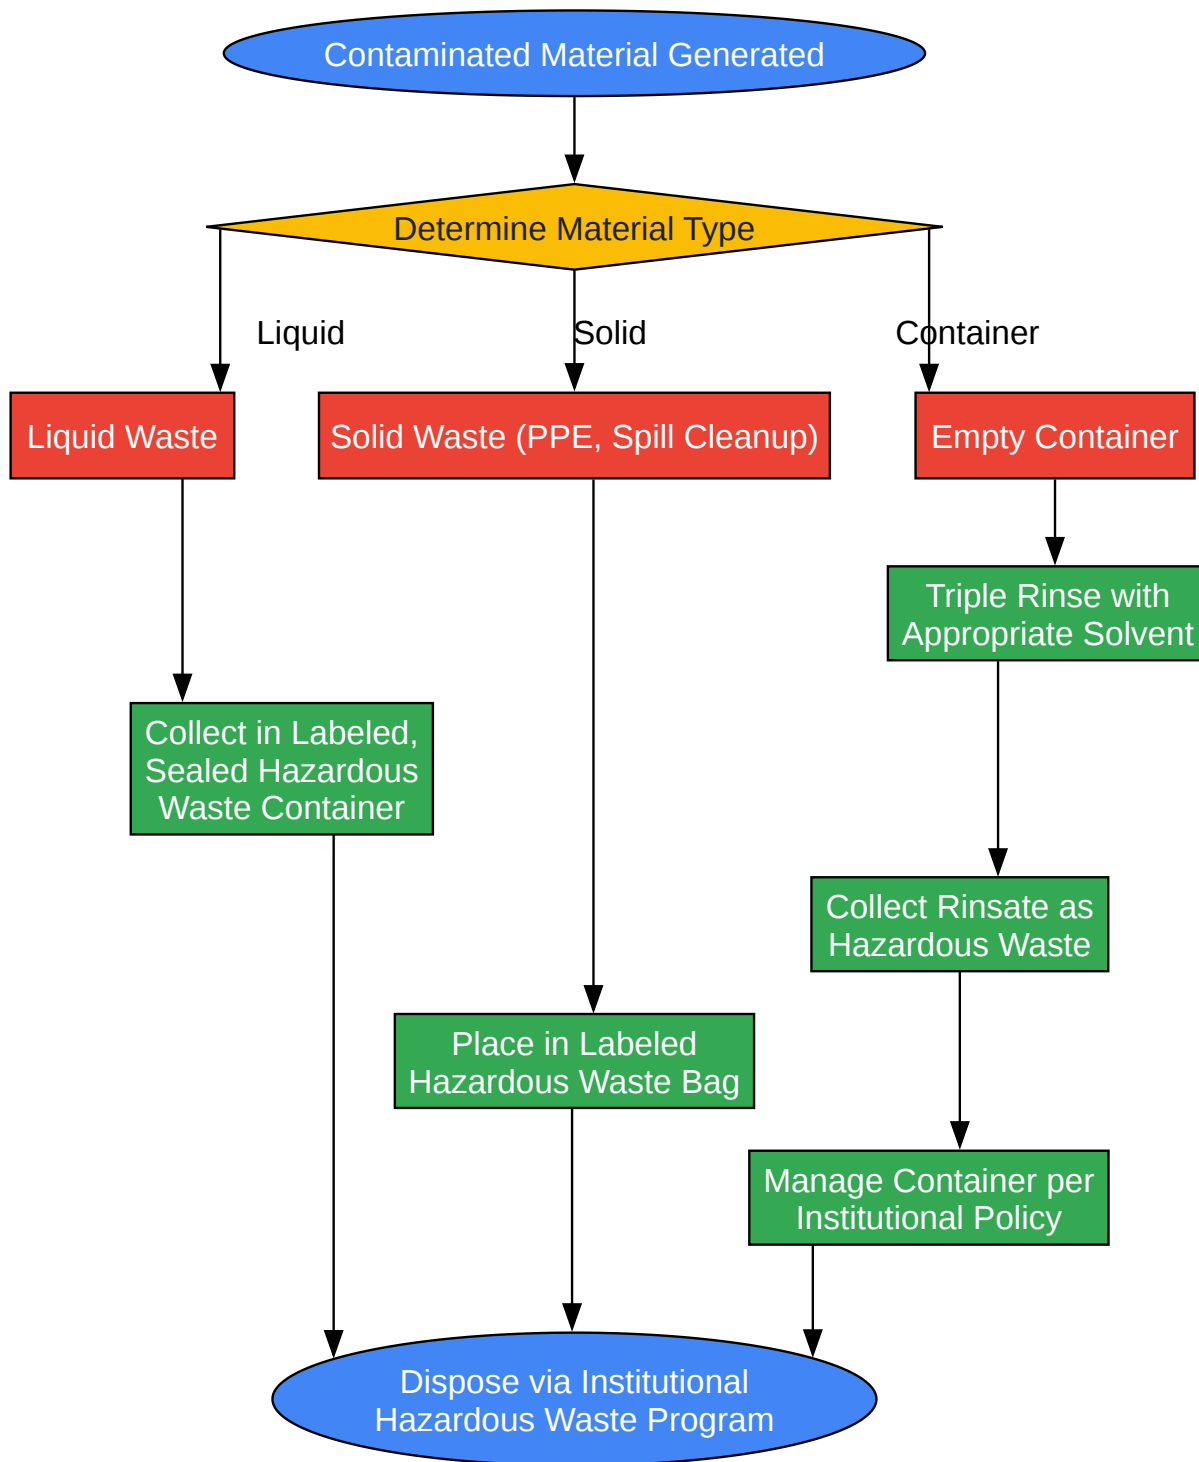 Contaminated Material Generated
Determine Material Type
Liquid
Solid
Container
Liquid Waste
Solid Waste (PPE, Spill Cleanup)
Empty Container
Triple Rinse with
Appropriate Solvent
Collect in Labeled,
Sealed Hazardous
Waste Container
Collect Rinsate as
Hazardous Waste
Place in Labeled
Hazardous Waste Bag
Manage Container per
Institutional Policy
Dispose via Institutional
Hazardous Waste Program